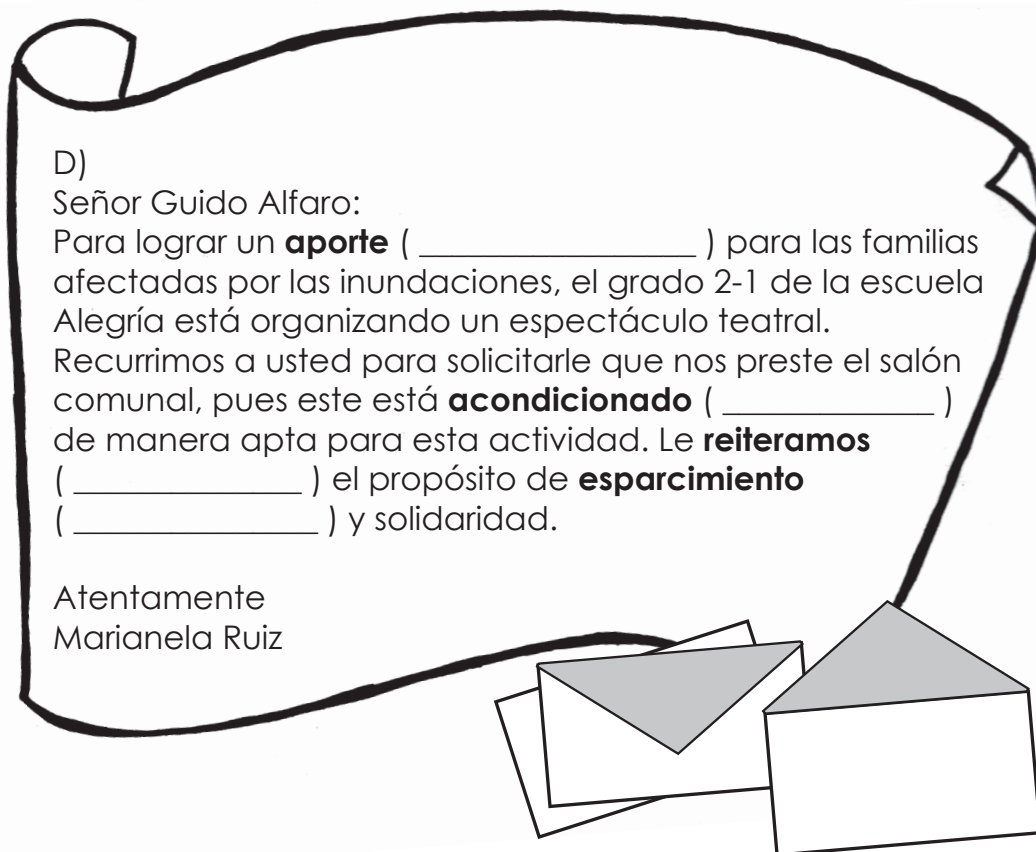 D)
Señor Guido Alfaro:
Para lograr un aporte ( _________________ ) para las familias
afectadas por las inundaciones, el grado 2-1 de la escuela
Alegría está organizando un espectáculo teatral.
Recurrimos a usted para solicitarle que nos preste el salón
comunal, pues este está acondicionado ( _____________ )
de manera apta para esta actividad. Le reiteramos
( ______________ ) el propósito de esparcimiento
( _______________ ) y solidaridad.
Atentamente
Marianela Ruiz